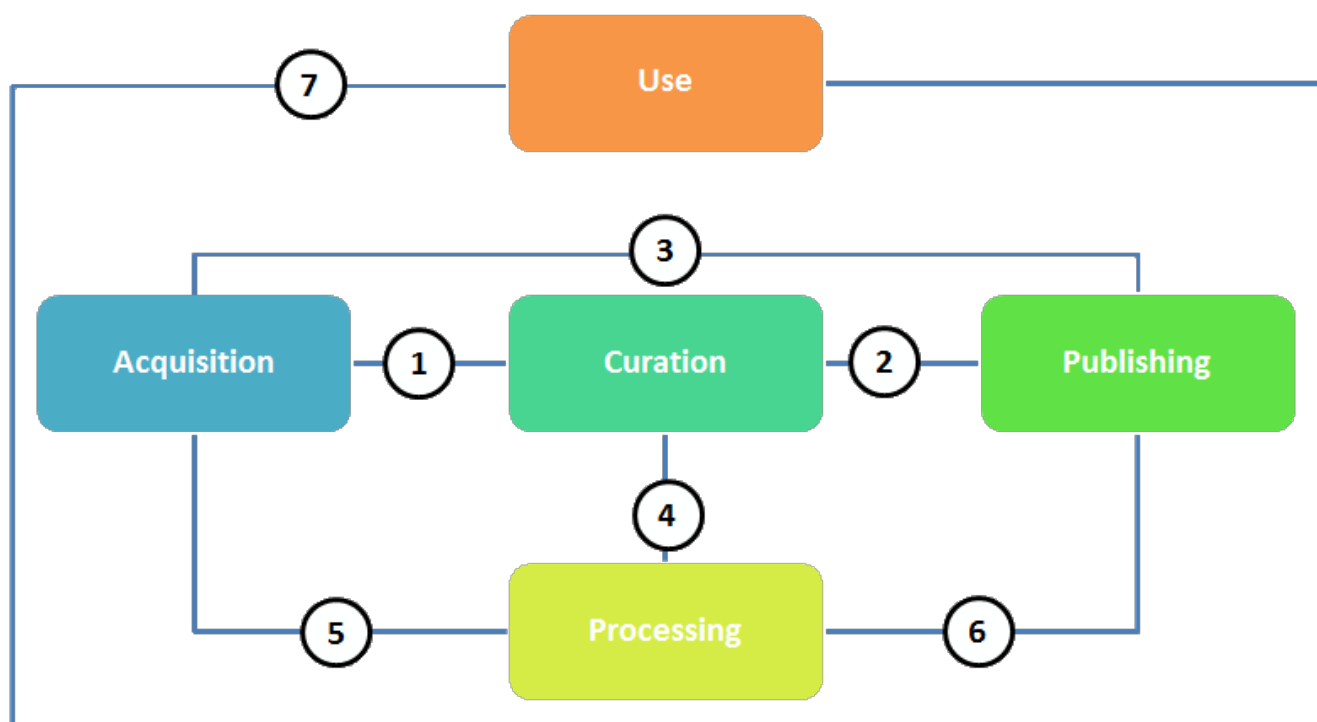 7
Use
3
Acquisition
1
Curation
2
Publishing
4
5
Processing
6